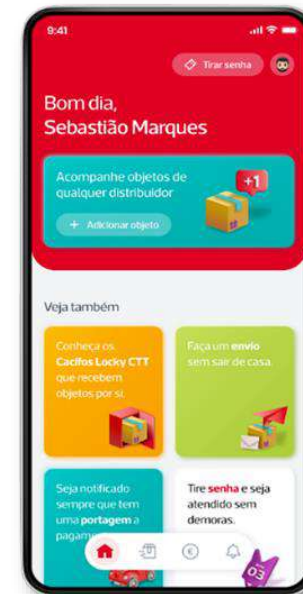 9:41
Tirar senha
Bom dia,
Sebastião Marques
Acompanhe objetos de
qualquer distribuidor
+1
+ Adicionar objeto
Veja também
Conheça os
Cacifos Locky CTT
que recebem
objetos por si.
Faça um envio
sem sair de casa.
Seja notificado
sempre que tem
uma portagem a
Tire senha e seja
atendido sem
demoras.
03